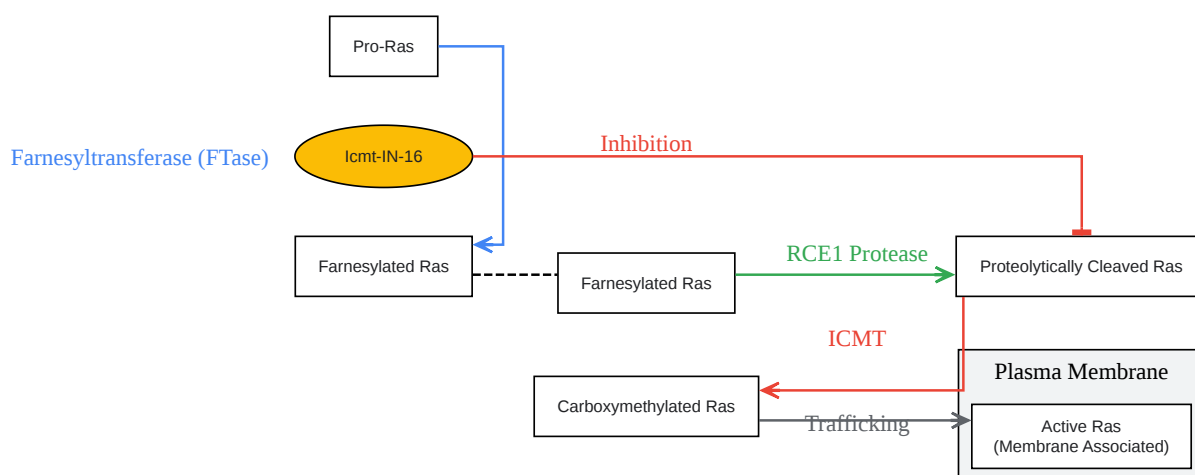 Pro-Ras
Farnesyltransferase (FTase)
Icmt-IN-16
Inhibition
Farnesylated Ras
Farnesylated Ras
RCE1 Protease
Proteolytically Cleaved Ras
ICMT
Plasma Membrane
Carboxymethylated Ras
Trafficking
Active Ras
(Membrane Associated)